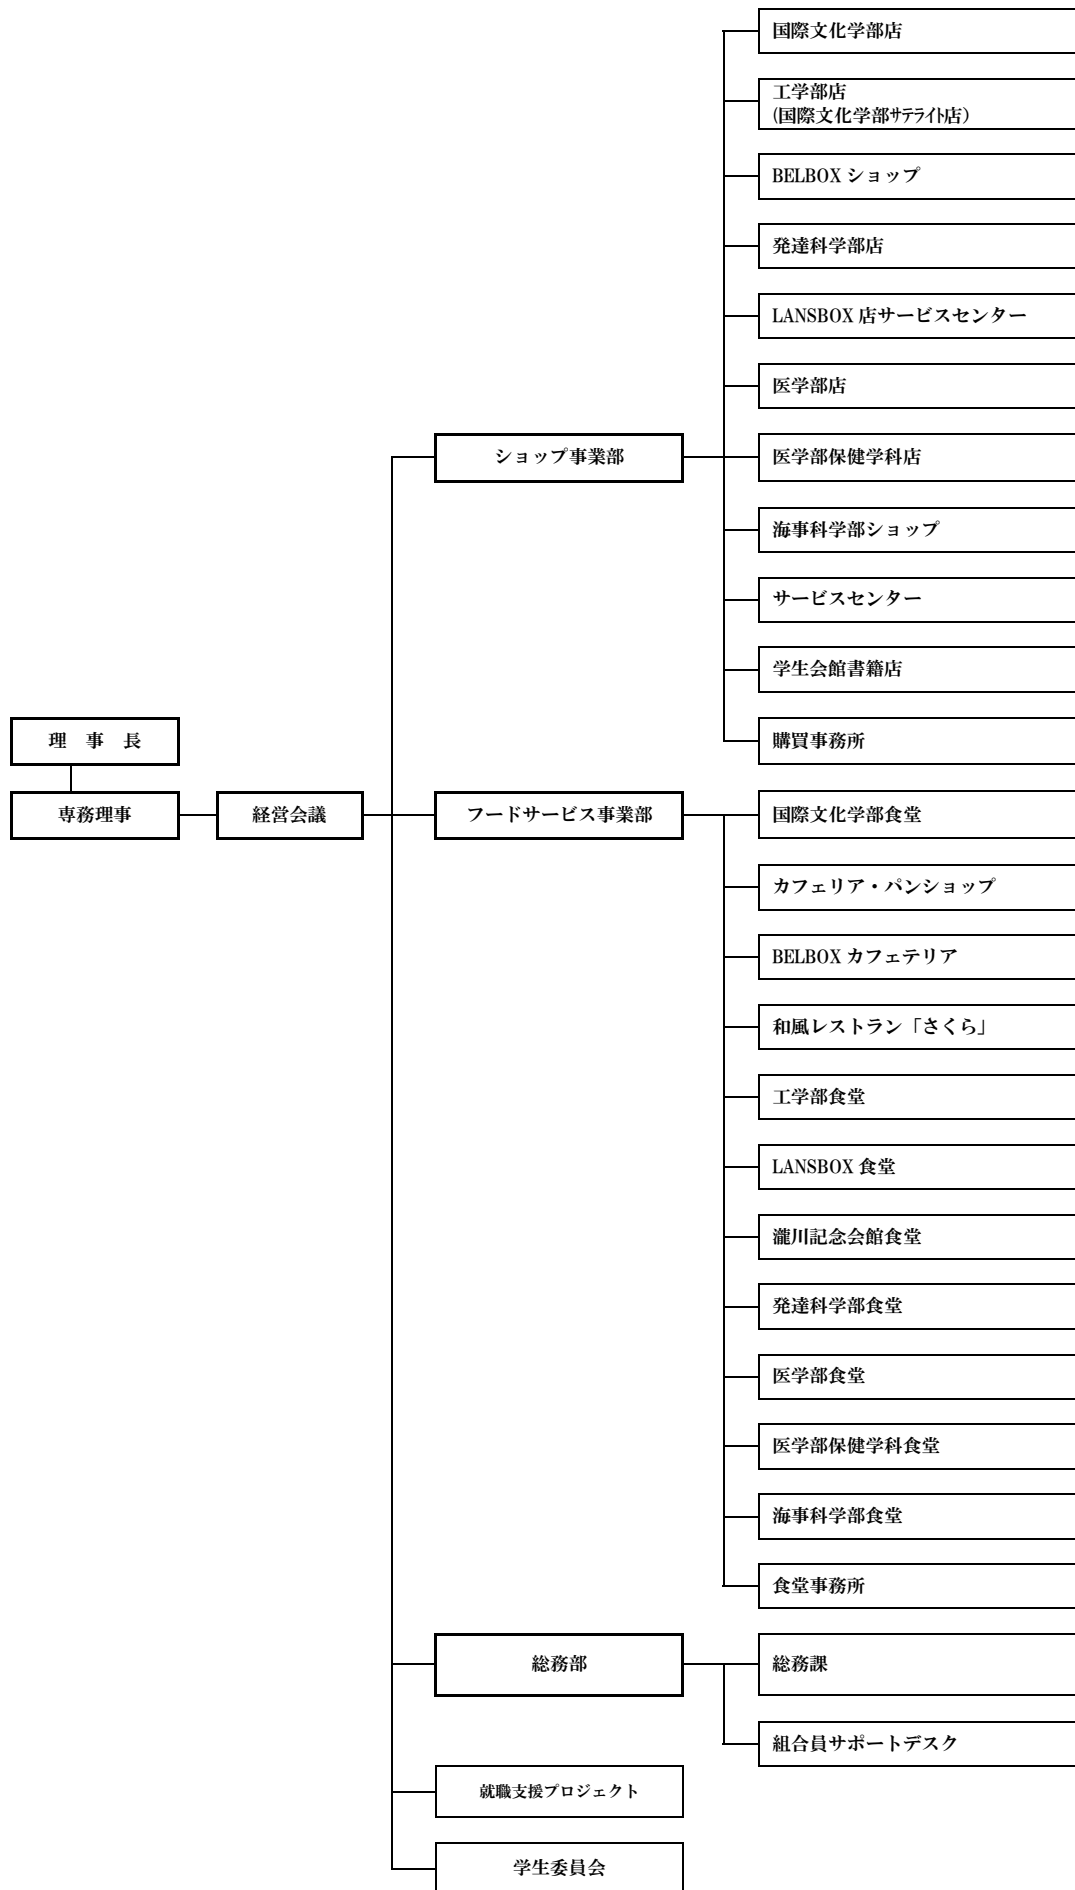 理　事　長
専務理事
経営会議
ショップ事業部
国際文化学部店
工学部店
(国際文化学部ｻﾃﾗｲﾄ店）
BELBOX ショップ
発達科学部店
LANSBOX 店サービスセンター
医学部店
医学部保健学科店
海事科学部ショップ
サービスセンター
学生会館書籍店
購買事務所
フードサービス事業部
国際文化学部食堂
カフェリア・パンショップ
BELBOX カフェテリア
和風レストラン「さくら」
工学部食堂
LANSBOX 食堂
瀧川記念会館食堂
発達科学部食堂
医学部食堂
医学部保健学科食堂
海事科学部食堂
食堂事務所
総務部
総務課
組合員サポートデスク
就職支援プロジェクト
学生委員会